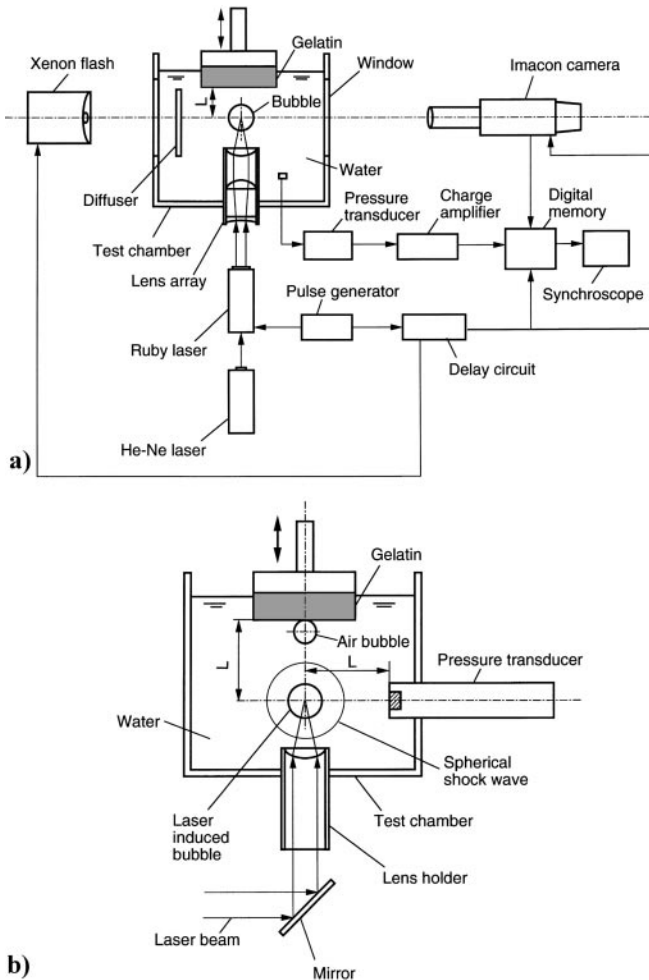 Gelatin
Xenon flash
Window
Imacon camera
L
Bubble
Water
Diffuser
Pressure
transducer
Charge
amplifier
Digital
memory
Test chamber
Lens array
Synchroscope
Pulse generator
Ruby laser
Delay circuit
He-Ne laser
a)
Gelatin
Air bubble
L
L
Pressure transducer
Water
Spherical
shock wave
Test chamber
Laser
induced
bubble
Lens holder
Laser beam
Mirror
b)